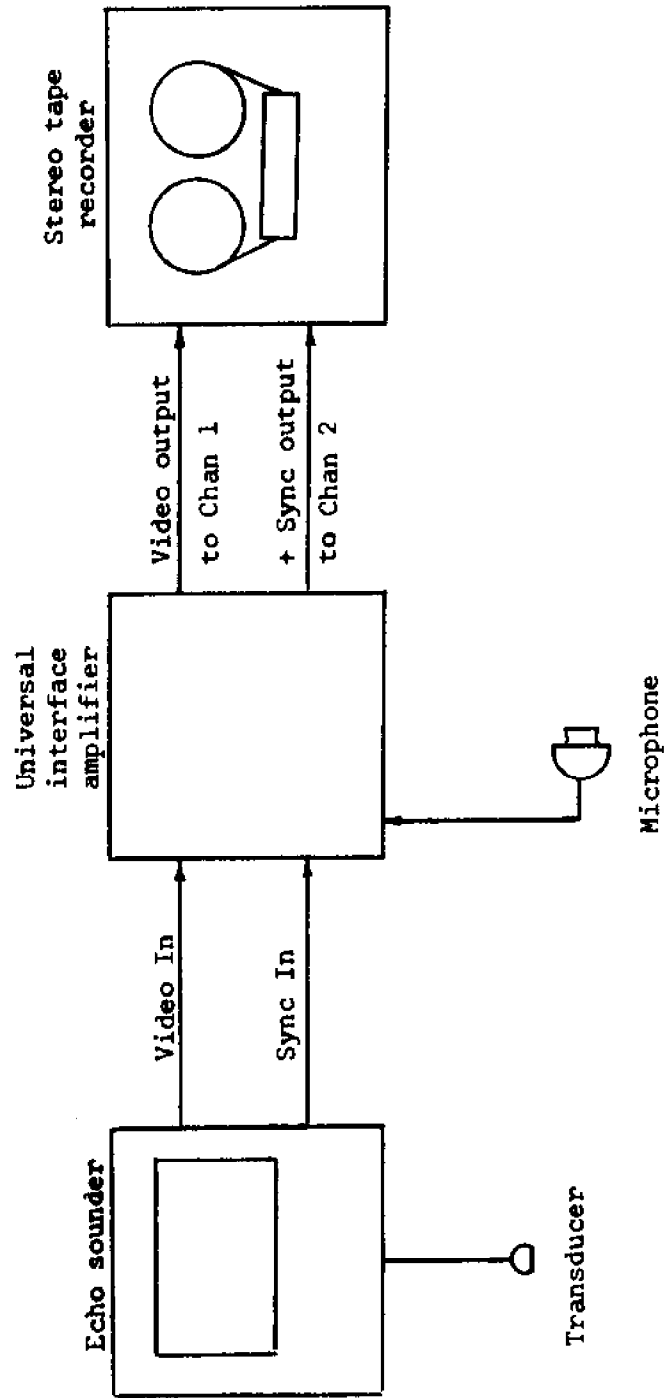 Echo sounder
Transducer
Video In
Sync In
Universal
interface
amplifier
Microphone
Video output
to Chan 1
+ Sync output
to Chan 2
Stereo tape
recorder